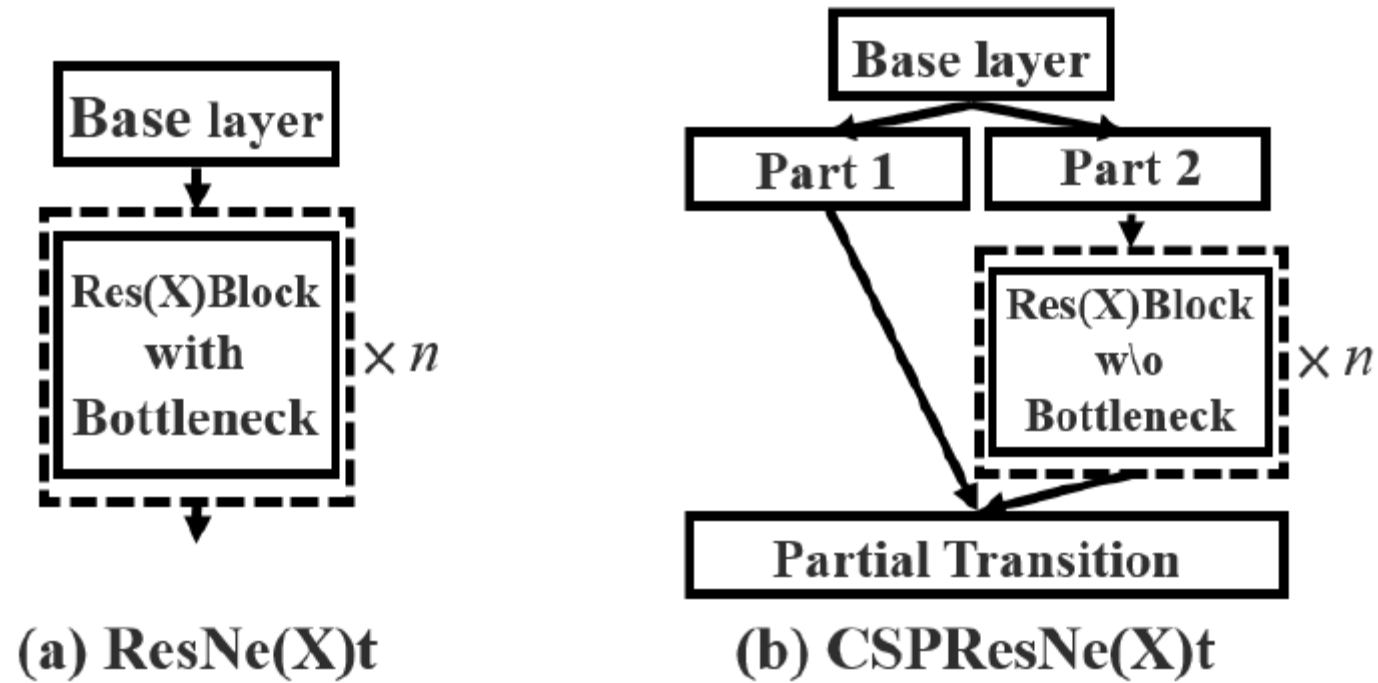 Base layer
Res(X)Block
with
Bottleneck
× n
(a) ResNe(X)t
Base layer
Part 1
Part 2
Res(X)Block
w\o
Bottleneck
× n
Partial Transition
(b) CSPResNe(X)t